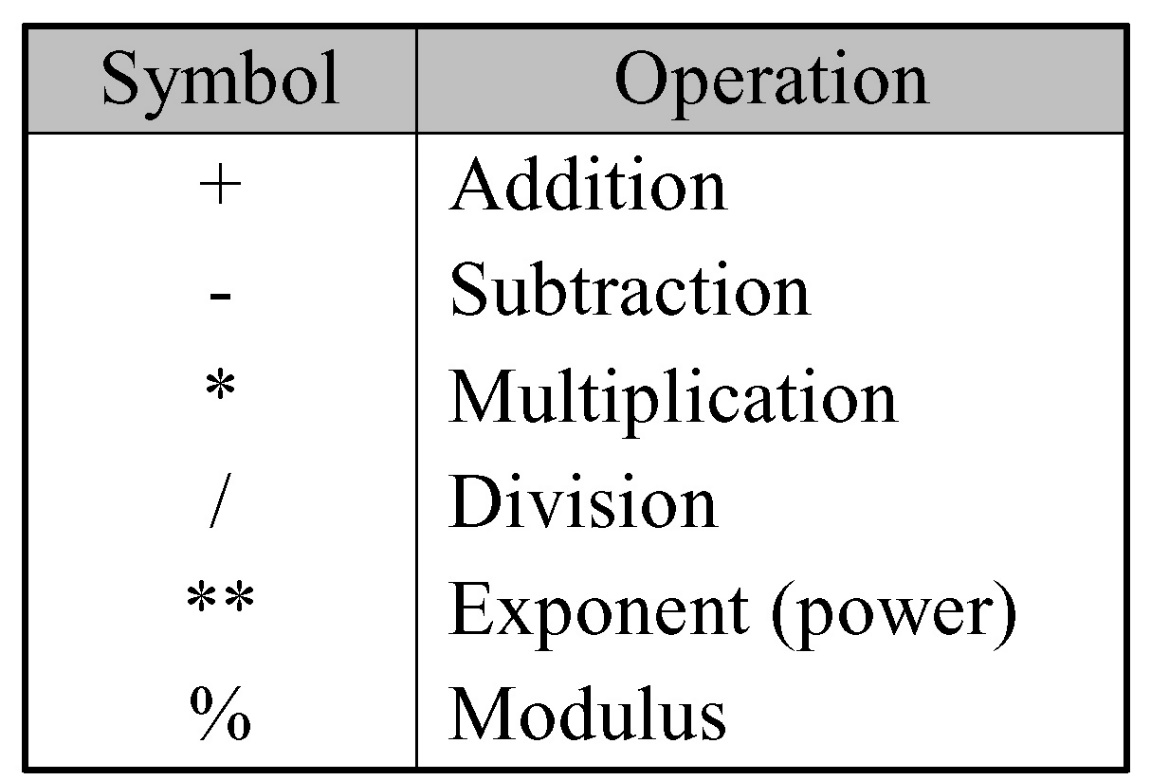 Symbol Operation
+ Addition
- Subtraction
* Multiplication
/ Division
** Exponent (power)
% Modulus